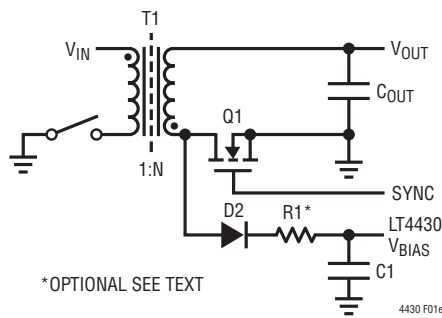 T1
V_IN
V_OUT
C_OUT
Q1
1:N
SYNC
D2
R1*
LT4430
V_BIAS
C1
*OPTIONAL SEE TEXT
4430 F01e